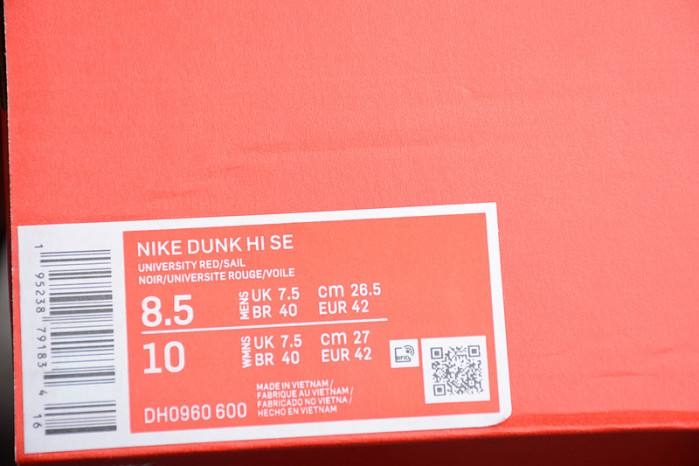 NIKE DUNK HI SE
UNIVERSITY RED/SAIL
NOIR/UNIVERSITE ROUGE/VOILE
8.5 MENS UK 7.5 cm 26.5
BR 40 EUR 42
10 WMNS UK 7.5 cm 27
BR 40 EUR 42
RFID
MADE IN VIETNAM /
FABRIQUE AU VIETNAM /
FABRICADO NO VIETNA /
HECHO EN VIETNAM
DH0960 600
1 95238 79183 4 16